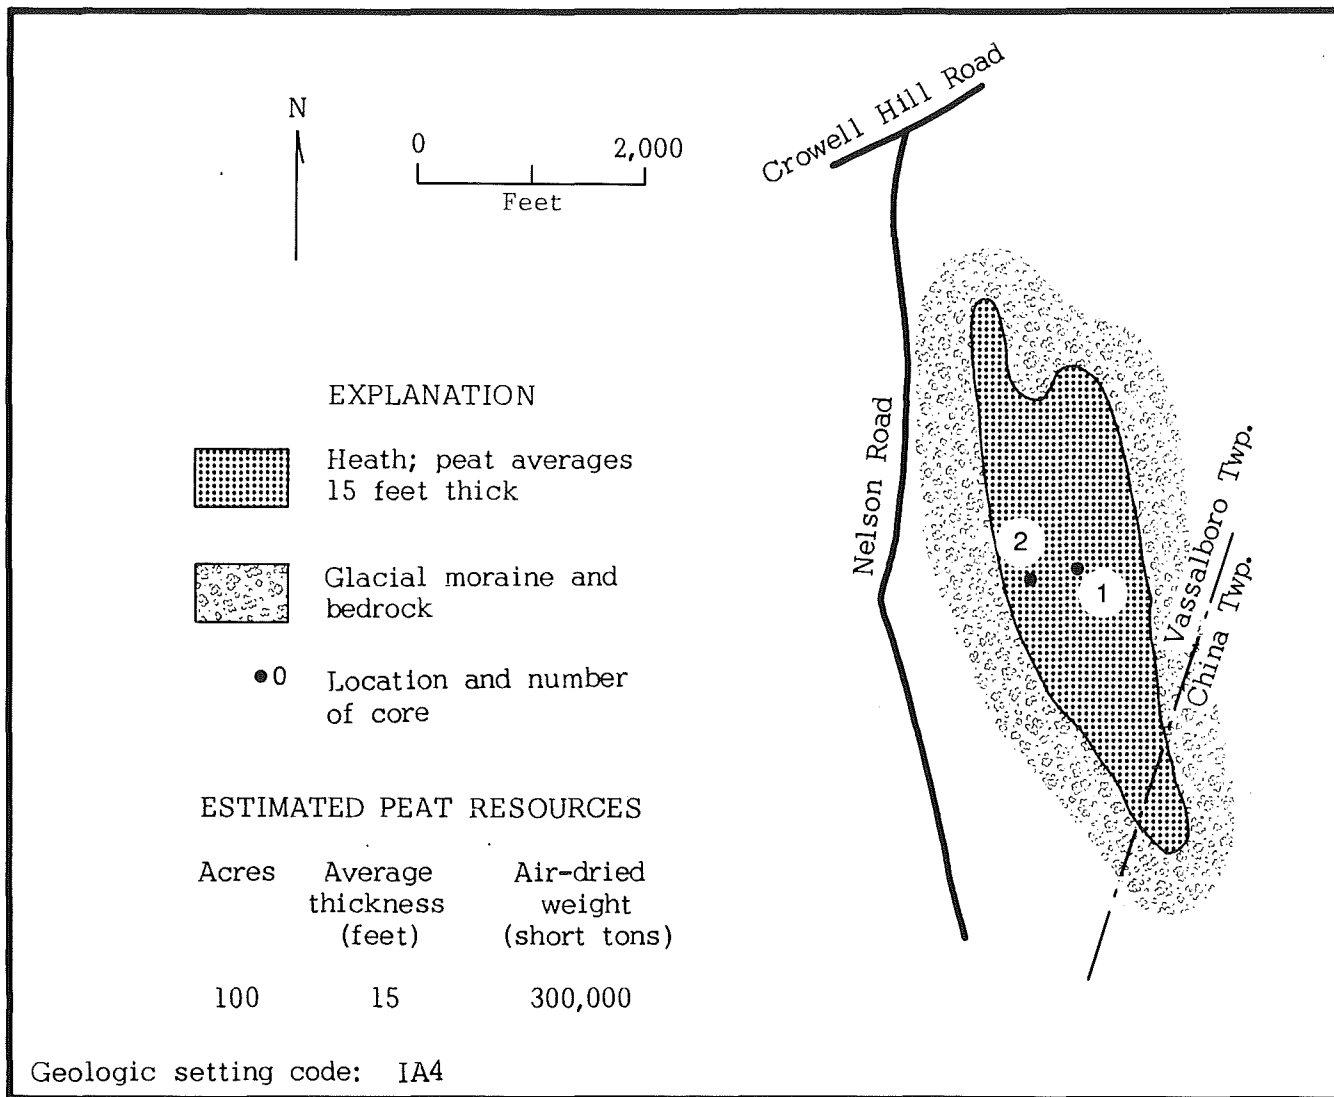 N
0 2,000
Feet
Crowell Hill Road
Nelson Road
2
1
Vassalboro Twp.
China Twp.
EXPLANATION
Heath; peat averages
15 feet thick
Glacial moraine and
bedrock
0 Location and number
of core
ESTIMATED PEAT RESOURCES
Acres Average Air-dried
thickness weight
(feet) (short tons)
100 15 300,000
Geologic setting code: IA4